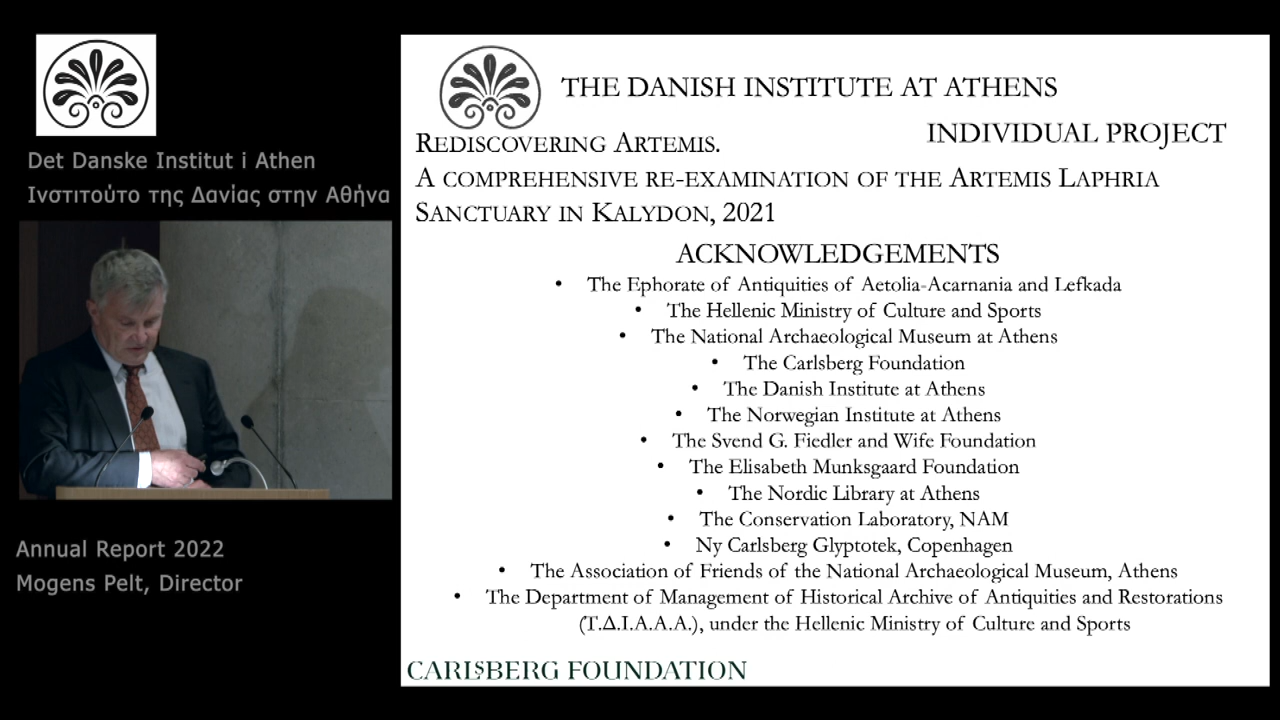 Det Danske Institut i Athen
Ινστιτούτο της Δανίας στην Αθήνα
Annual Report 2022
Mogens Pelt, Director
THE DANISH INSTITUTE AT ATHENS
INDIVIDUAL PROJECT
REDISCOVERING ARTEMIS.
A COMPREHENSIVE RE-EXAMINATION OF THE ARTEMIS LAPHRIA
SANCTUARY IN KALYDON, 2021
ACKNOWLEDGEMENTS
• The Ephorate of Antiquities of Aetolia-Acarnania and Lefkada
• The Hellenic Ministry of Culture and Sports
• The National Archaeological Museum at Athens
• The Carlsberg Foundation
• The Danish Institute at Athens
• The Norwegian Institute at Athens
• The Svend G. Fiedler and Wife Foundation
• The Elisabeth Munksgaard Foundation
• The Nordic Library at Athens
• The Conservation Laboratory, NAM
• Ny Carlsberg Glyptotek, Copenhagen
• The Association of Friends of the National Archaeological Museum, Athens
• The Department of Management of Historical Archive of Antiquities and Restorations
(Τ.Δ.Ι.Α.Α.Α.), under the Hellenic Ministry of Culture and Sports
CARLSBERG FOUNDATION